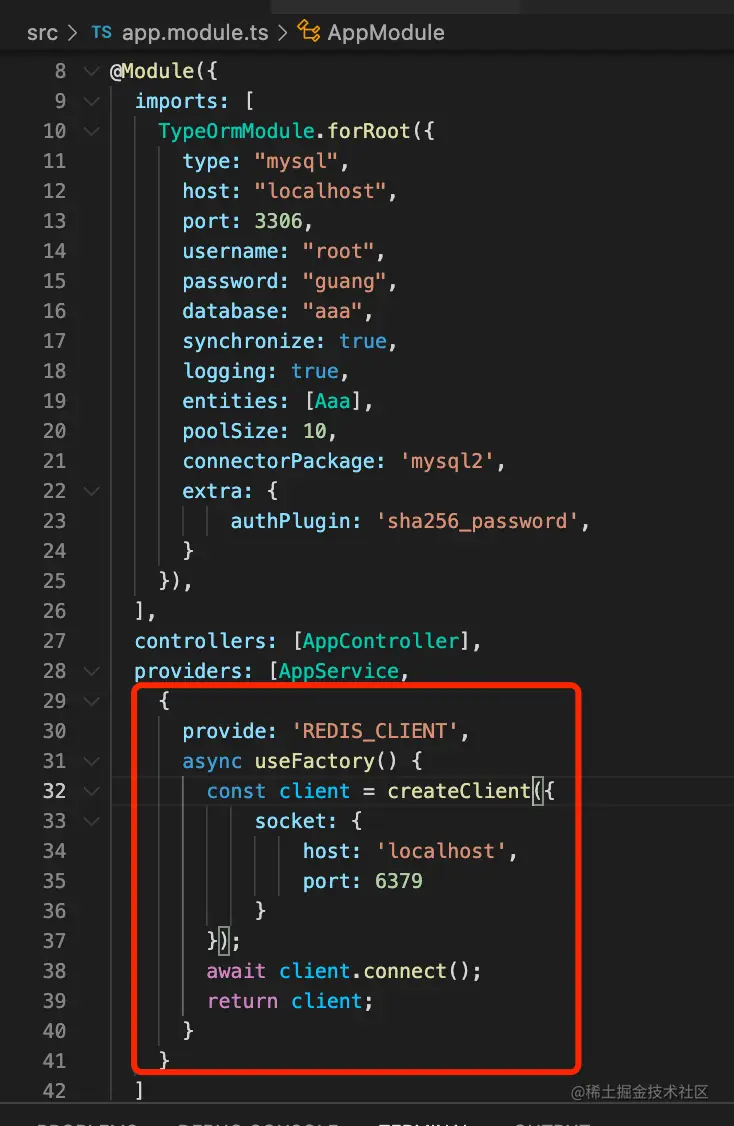 src > TS app.module.ts > AppModule
8 @Module({
9 imports: [
10 TypeOrmModule.forRoot({
11 type: "mysql",
12 host: "localhost",
13 port: 3306,
14 username: "root",
15 password: "guang",
16 database: "aaa",
17 synchronize: true,
18 logging: true,
19 entities: [Aaa],
20 poolSize: 10,
21 connectorPackage: 'mysql2',
22 extra: {
23 authPlugin: 'sha256_password',
24 }
25 }),
26 ],
27 controllers: [AppController],
28 providers: [AppService,
29 {
30 provide: 'REDIS_CLIENT',
31 async useFactory() {
32 const client = createClient({
33 socket: {
34 host: 'localhost',
35 port: 6379
36 }
37 });
38 await client.connect();
39 return client;
40 }
41 }
42 ]
@稀土掘金技术社区
PROBLEMS DEBUG CONSOLE TERMINAL OUTPUT